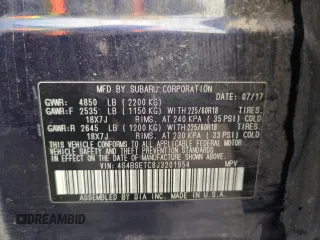 MFD BY SUBARU CORPORATION DATE: 07/17
GVWR: 4850 LB (2200 KG)
GAWR:F 2535 LB (1150 KG) WITH 225/60R18 TIRES.
18X7J RIMS. AT 240 KPA ( 35 PSI) COLD
GAWR:R 2645 LB (1200 KG) WITH 225/60R18 TIRES.
18X7J RIMS. AT 230 KPA ( 33 PSI) COLD
THIS VEHICLE CONFORMS TO ALL APPLICABLE FEDERAL MOTOR
VEHICLE SAFETY, BUMPER, AND THEFT PREVENTION STANDARDS
IN EFFECT ON THE DATE OF MANUFACTURE SHOWN ABOVE.
VIN: 4S4BSETC8J3201954 MPV
ASSEMBLED BY SIA INC. MADE IN U.S.A.
AMERBID